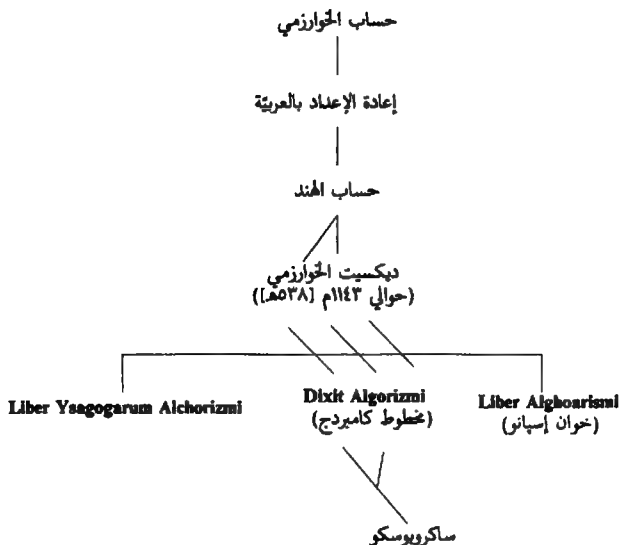 حساب الخوارزمي
إعادة الإعداد بالعربيّة
حساب الهند
ديكسيت الخوارزمي
(حوالي ١١٤٣م [٥٣٨هـ])
Liber Ysagogarum Alchorizmi
Dixit Algorizmi
(مخطوط كامبردج)
Liber Alghoarismi
(خوان إسبانو)
ساكروبوسكو